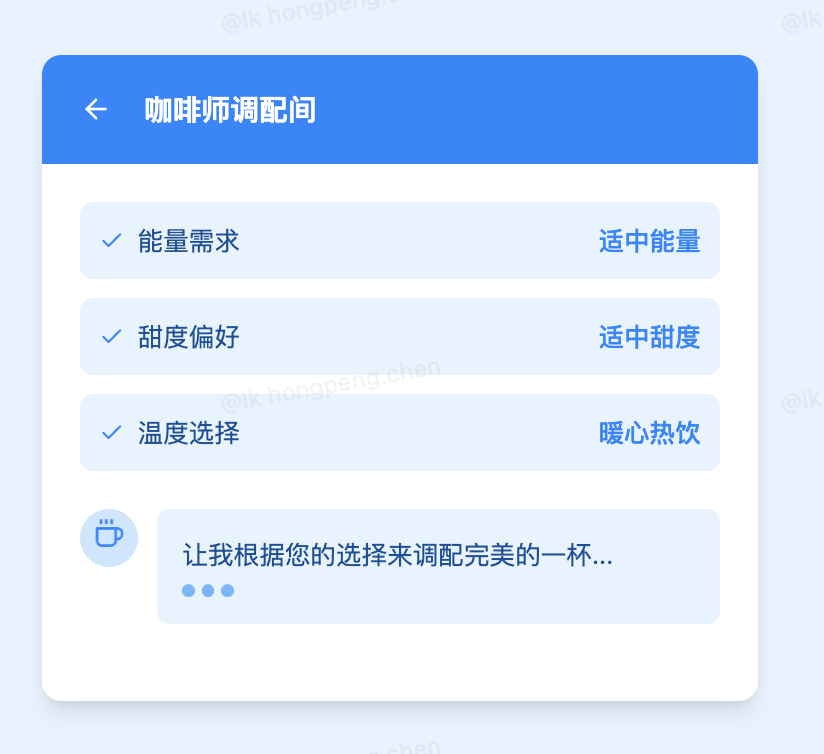 @lk hongpeng.c
@lk
咖啡师调配间
能量需求 适中能量
甜度偏好 适中甜度
@lk hongpeng.chen
@lk
温度选择 暖心热饮
让我根据您的选择来调配完美的一杯...
.chen